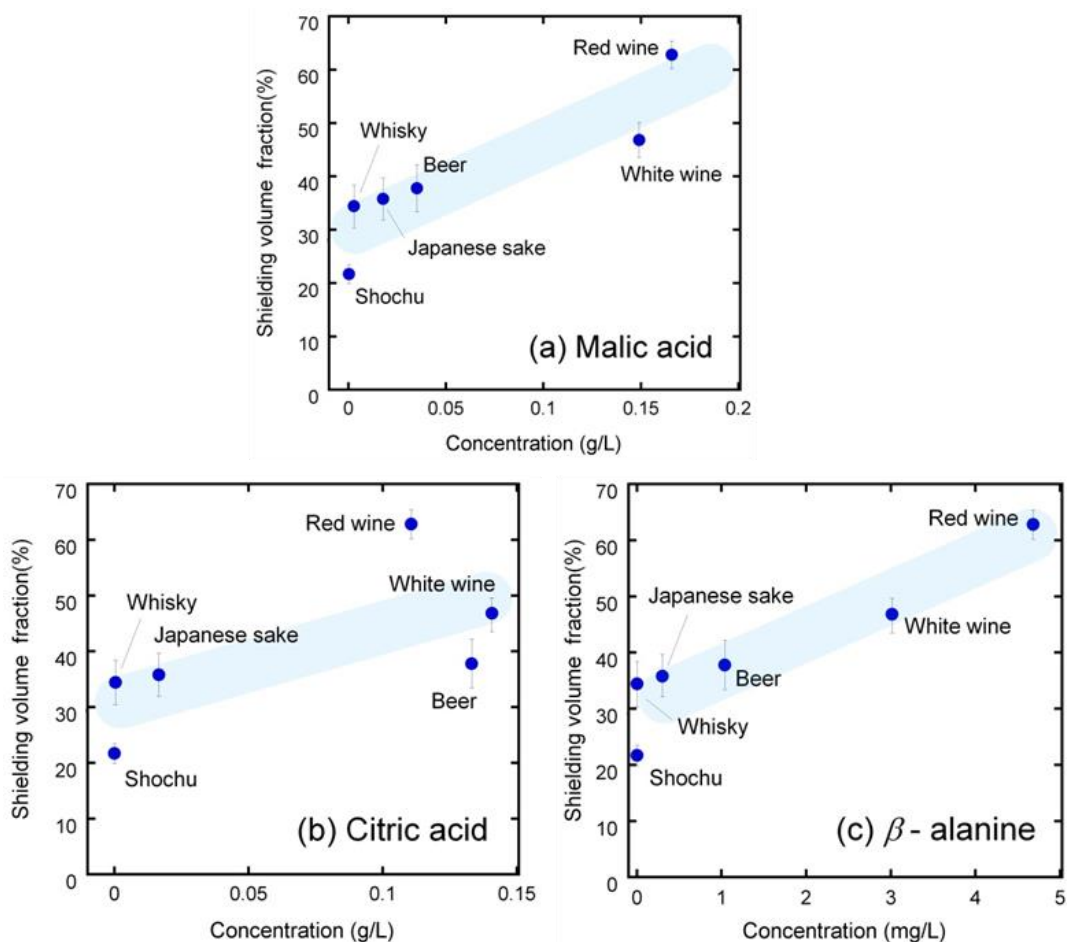 Shielding volume fraction(%)
70
60
50
40
30
20
10
0
Red wine
Whisky
Beer
White wine
Japanese sake
Shochu
(a) Malic acid
0 0.05 0.1 0.15 0.2
Concentration (g/L)
Shielding volume fraction(%)
70
60
50
40
30
20
10
0
Red wine
White wine
Whisky
Japanese sake
Beer
Shochu
(b) Citric acid
0 0.05 0.1 0.15
Concentration (g/L)
Shielding volume fraction(%)
70
60
50
40
30
20
10
0
Red wine
Japanese sake
White wine
Beer
Whisky
Shochu
(c) β - alanine
0 1 2 3 4 5
Concentration (mg/L)